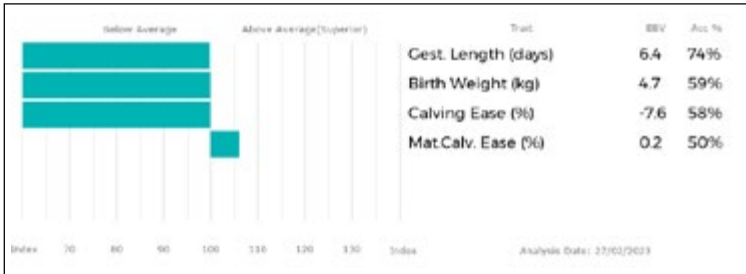 Below Average Above Average(Superior) Trait EBV Acc %
Gest. Length (days) 6.4 74%
Birth Weight (kg) 4.7 59%
Calving Ease (%) -7.6 58%
Mat.Calv. Ease (%) 0.2 50%
Index 70 80 90 100 110 120 130 Index Analysis Date: 27/02/2023